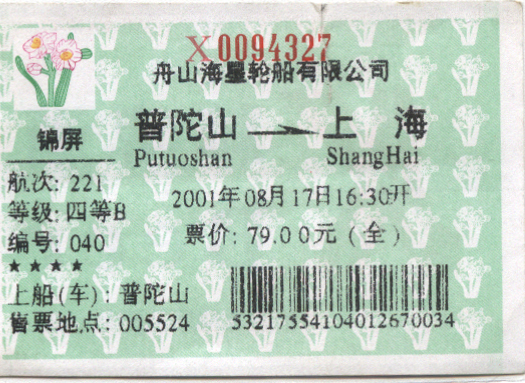 X0094327
舟山海星轮船有限公司
锦屏
普陀山 上海
Putuoshan ShangHai
航次: 221
2001年08月17日16:30开
等级: 四等B
票价: 79.00元(全)
编号: 040
★★★★
上船(车): 普陀山
售票地点: 005524
53217554104012670034